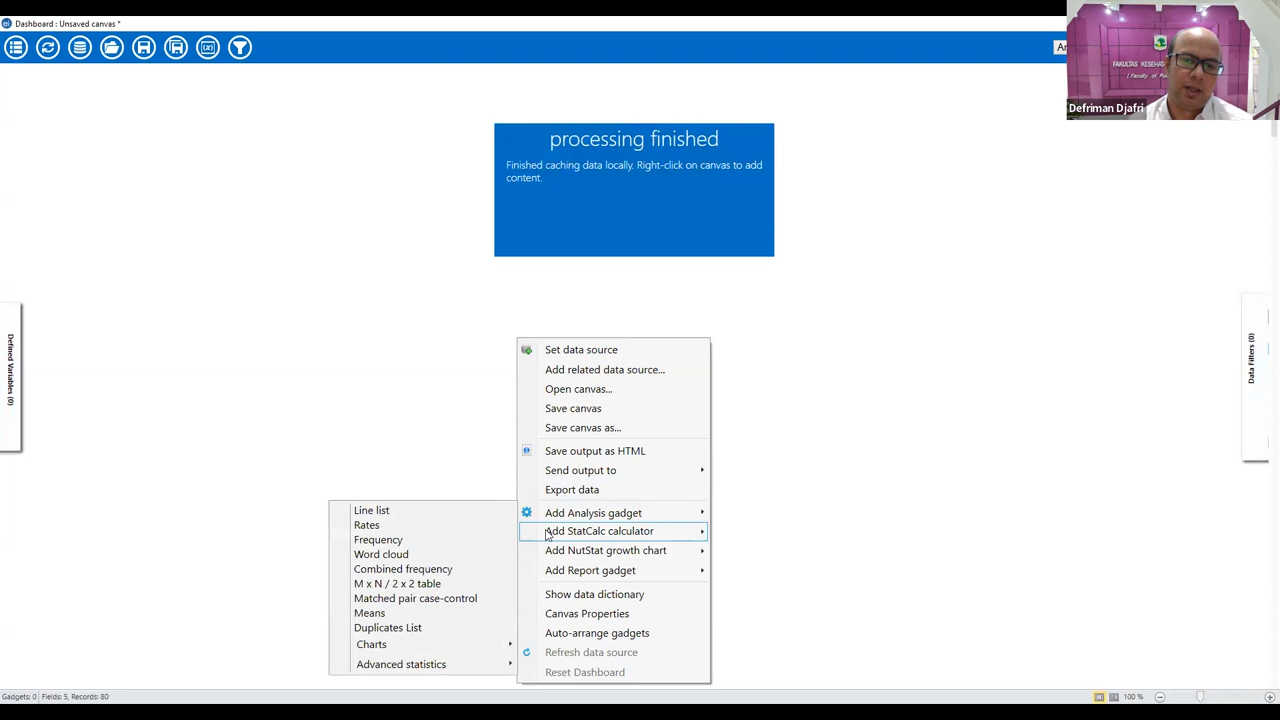 Dashboard : Unsaved canvas *
FAKULTAS KESEHAT
Defriman Djafri
processing finished
Finished caching data locally. Right-click on canvas to add
content.
Defined Variables (0)
Data Filters (0)
Set data source
Add related data source...
Open canvas...
Save canvas
Save canvas as...
Save output as HTML
Send output to
Export data
Add Analysis gadget
Add StatCalc calculator
Add NutStat growth chart
Add Report gadget
Show data dictionary
Canvas Properties
Auto-arrange gadgets
Refresh data source
Reset Dashboard
Line list
Rates
Frequency
Word cloud
Combined frequency
M x N / 2 x 2 table
Matched pair case-control
Means
Duplicates List
Charts
Advanced statistics
Gadgets: 0
Fields: 5, Records: 80
100 %